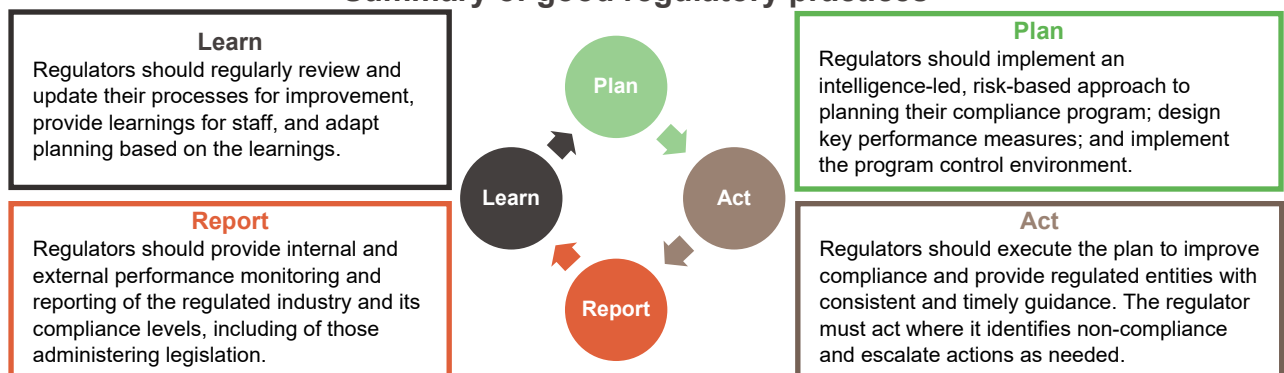 Summary of good regulatory practices
Learn
Regulators should regularly review and
update their processes for improvement,
provide learnings for staff, and adapt
planning based on the learnings.
Plan
Regulators should implement an
intelligence-led, risk-based approach to
planning their compliance program; design
key performance measures; and implement
the program control environment.
Plan
Learn
Act
Report
Report
Regulators should provide internal and
external performance monitoring and
reporting of the regulated industry and its
compliance levels, including of those
administering legislation.
Act
Regulators should execute the plan to improve
compliance and provide regulated entities with
consistent and timely guidance. The regulator
must act where it identifies non-compliance
and escalate actions as needed.